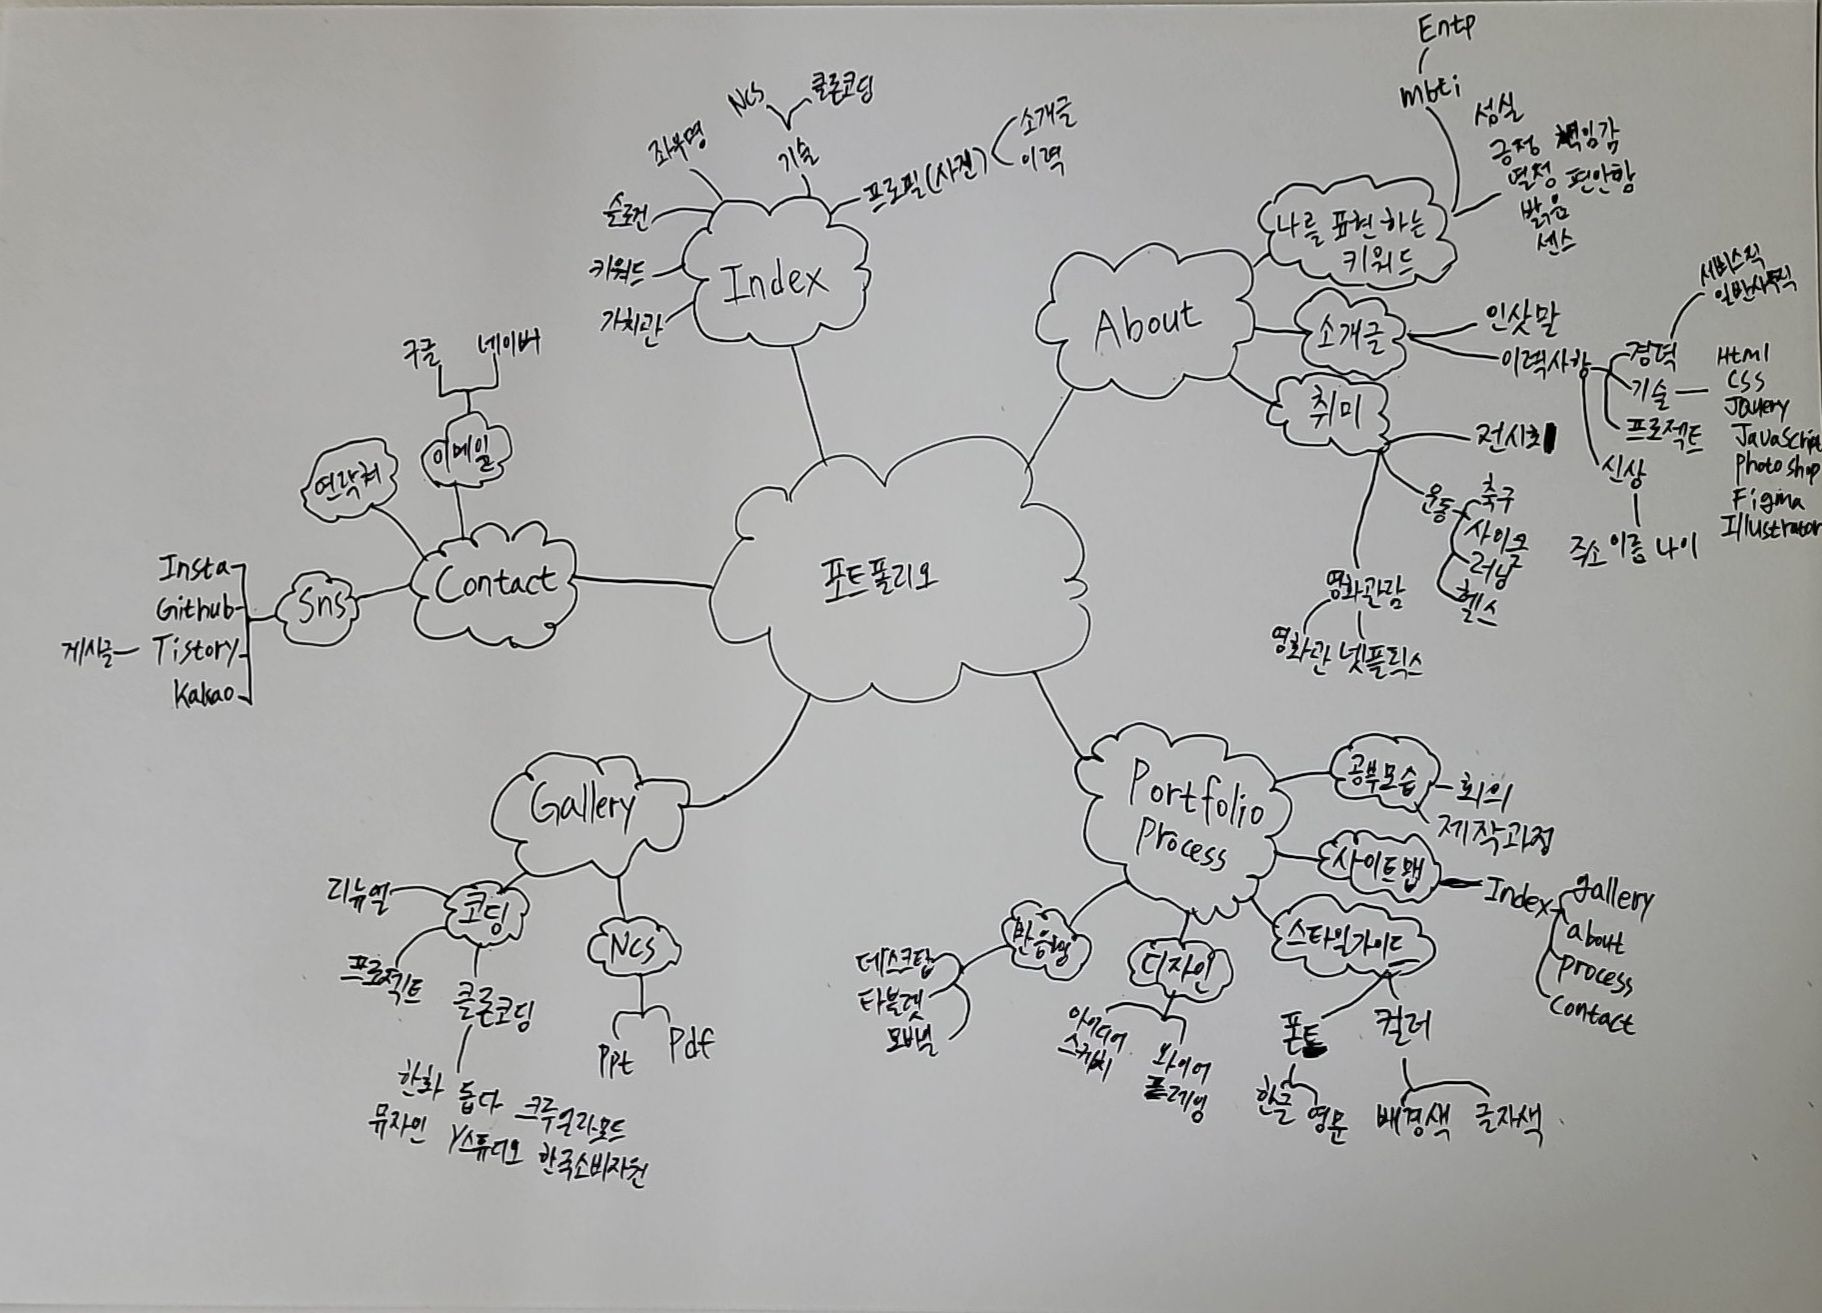 포트폴리오
Index
좌우명
슬로건
키워드
가치관
기술
Ncs
클론코딩
프로필(사진)
소개글
이력
About
나를 표현하는
키워드
mbti
Entp
성실
긍정 책임감
열정 편안함
밝음
센스
소개글
인삿말
이력사항
경력
서비스직
일반사무직
기술
Html
CSS
Jquery
JavaScript
Photoshop
Figma
Illustrator
프로젝트
신상
주소 이름 나이
취미
전시회
운동
축구
사이클
러닝
헬스
영화관람
영화관 넷플릭스
Portfolio
Process
공부모습
회의
제작과정
사이트맵
Index
gallery
about
process
contact
스타일가이드
폰트
한글 영문
컬러
배경색 글자색
디자인
아이디어
스케치
와이어
프레임
반응형
데스크탑
타블렛
모바일
Gallery
코딩
리뉴얼
프로젝트
클론코딩
한화 돕다 크루얼라모드
뮤자인 Y스튜디오 한국소비자원
Ncs
Ppt
Pdf
Contact
이메일
구글 네이버
연락처
Sns
Insta
Github
Tistory
게시글
Kakao